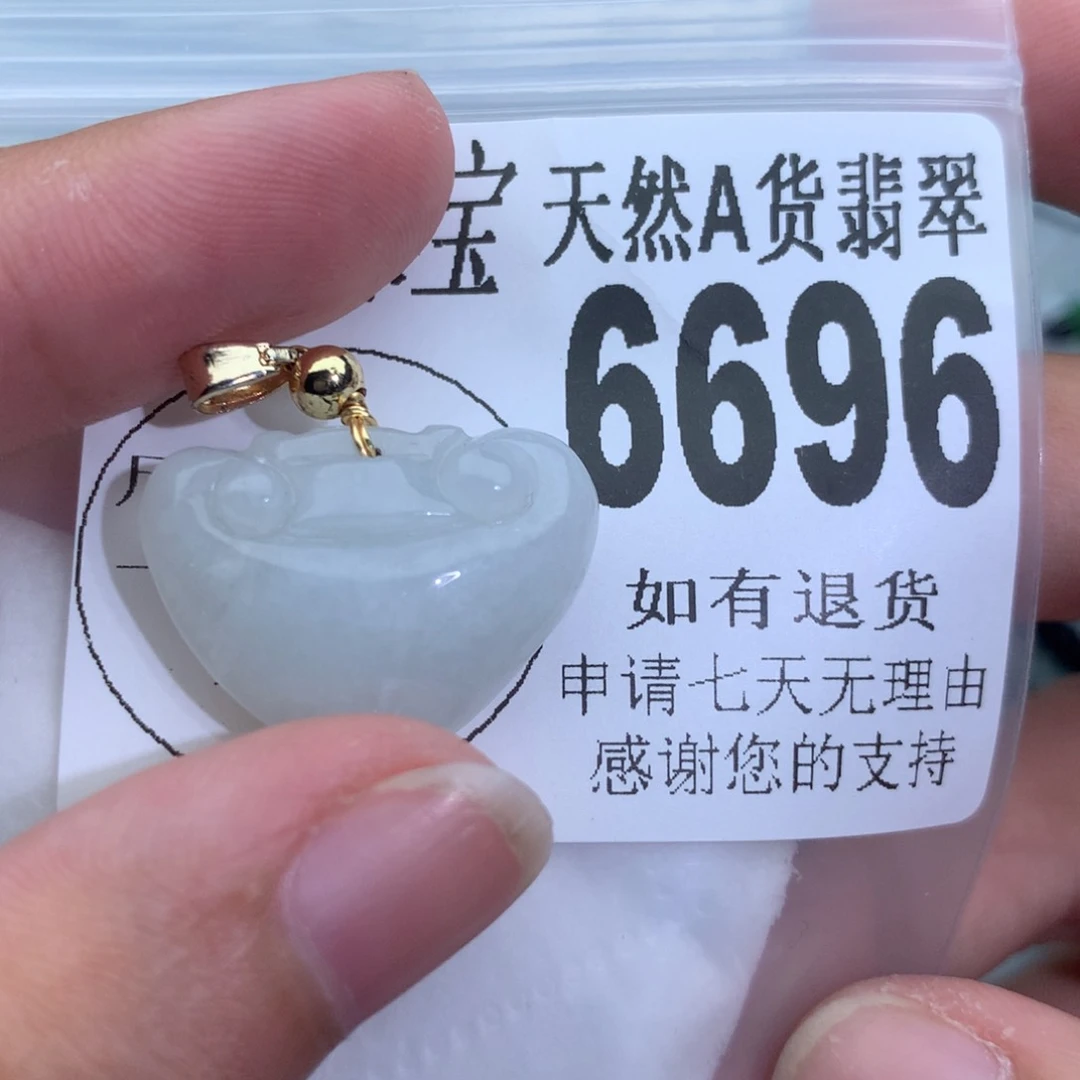 宝 天然A货翡翠
6696
如有退货
申请七天无理由
感谢您的支持